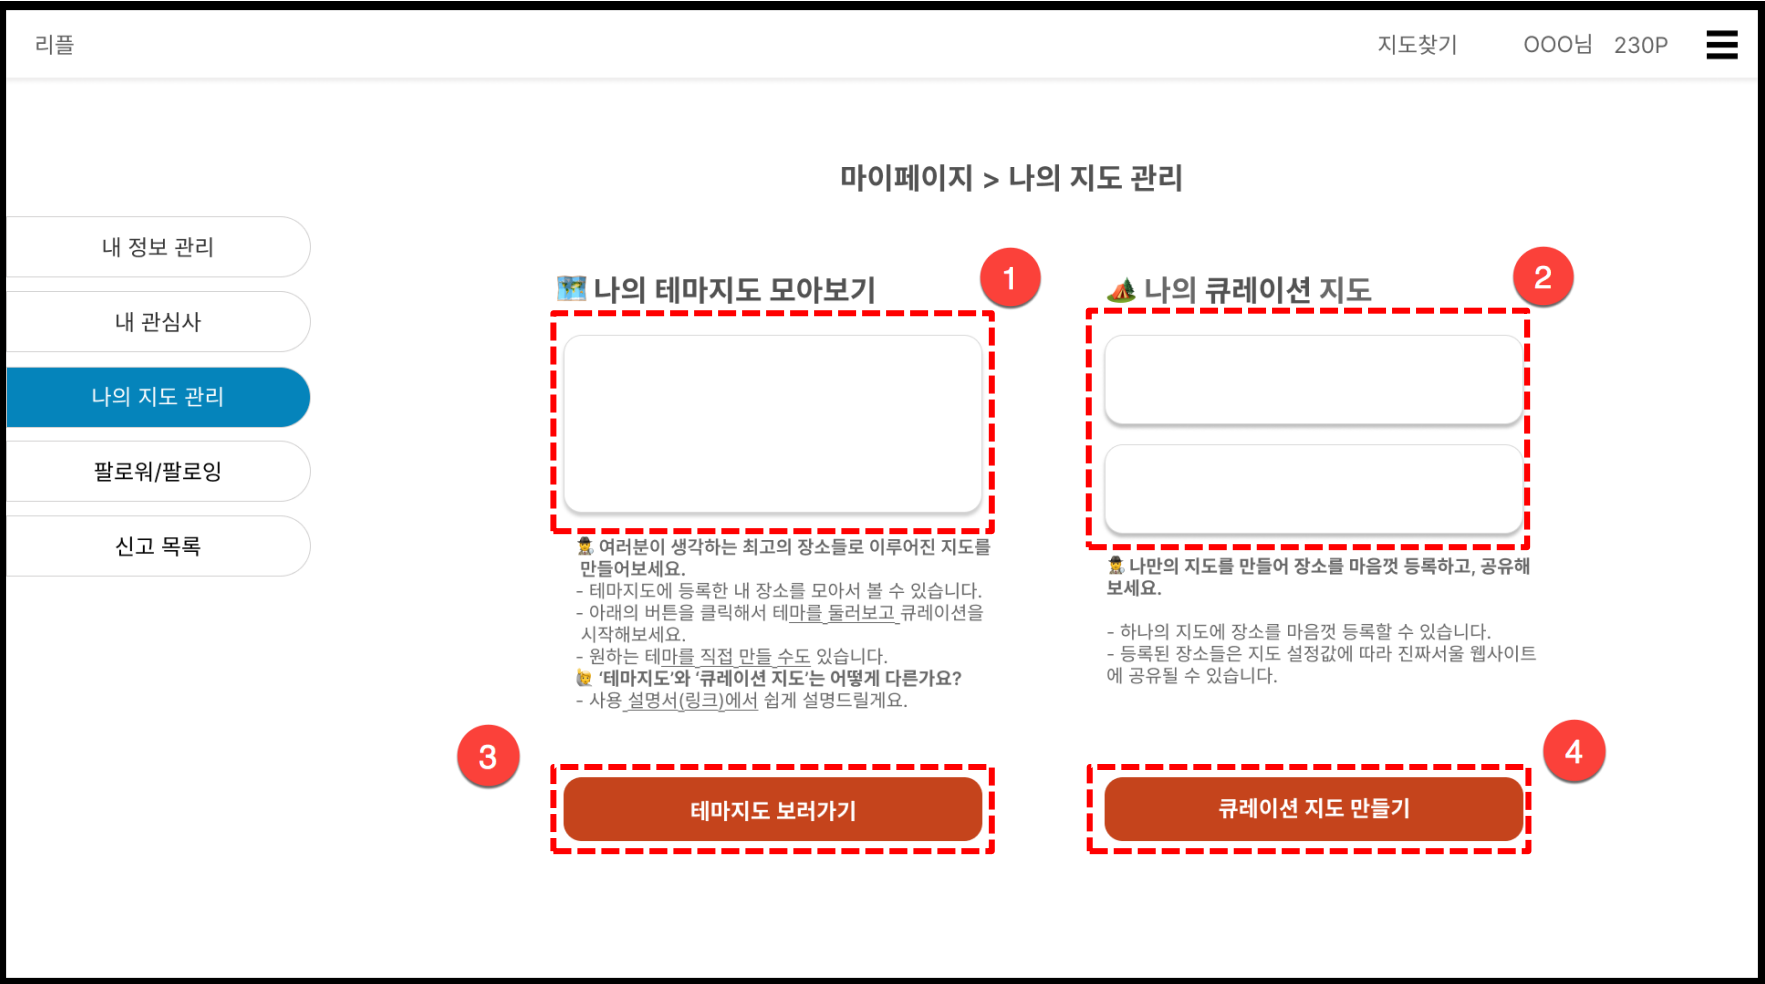 리플
지도찾기
OOO님
230P
마이페이지 > 나의 지도 관리
내 정보 관리
내 관심사
나의 지도 관리
팔로워/팔로잉
신고 목록
나의 테마지도 모아보기
1
여러분이 생각하는 최고의 장소들로 이루어진 지도를
만들어보세요.
- 테마지도에 등록한 내 장소를 모아서 볼 수 있습니다.
- 아래의 버튼을 클릭해서 테마를 둘러보고 큐레이션을
시작해보세요.
- 원하는 테마를 직접 만들 수도 있습니다.
‘테마지도’와 ‘큐레이션 지도’는 어떻게 다른가요?
- 사용 설명서(링크)에서 쉽게 설명드릴게요.
3
테마지도 보러가기
나의 큐레이션 지도
2
나만의 지도를 만들어 장소를 마음껏 등록하고, 공유해
보세요.
- 하나의 지도에 장소를 마음껏 등록할 수 있습니다.
- 등록된 장소들은 지도 설정값에 따라 진짜서울 웹사이트
에 공유될 수 있습니다.
4
큐레이션 지도 만들기